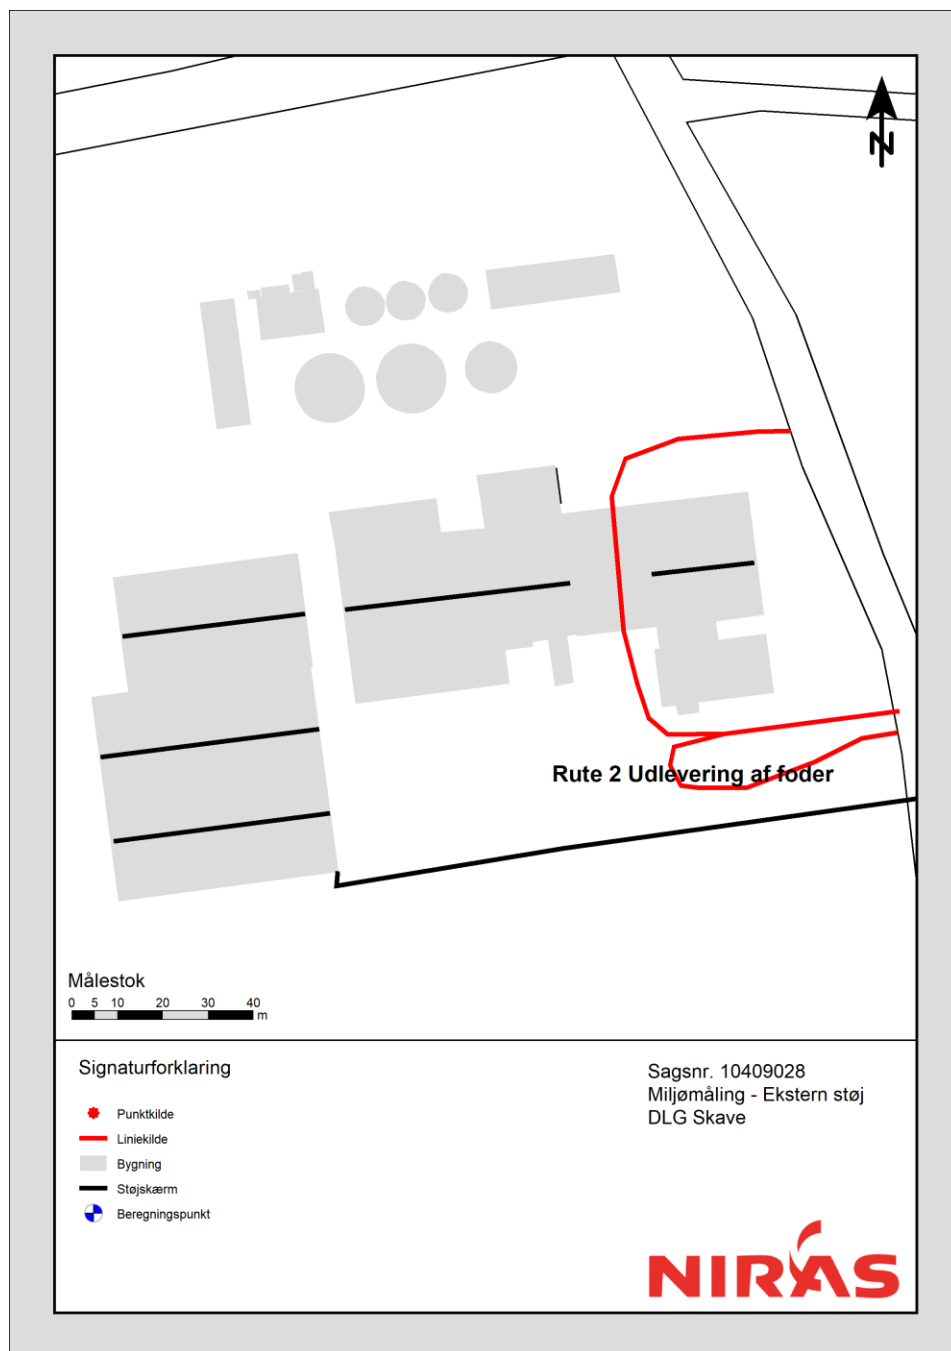 N
Rute 2 Udlevering af foder
Målestok
0 5 10 20 30 40
m
Signaturforklaring
Punktkilde
Liniekilde
Bygning
Støjskærm
Beregningspunkt
Sagsnr. 10409028
Miljømåling - Ekstern støj
DLG Skave
NIRAS